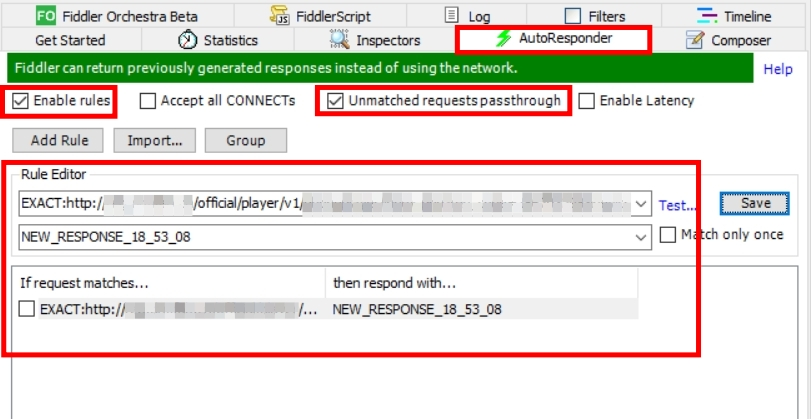 FO Fiddler Orchestra Beta JS FiddlerScript Log Filters Timeline
Get Started Statistics Inspectors AutoResponder Composer
Fiddler can return previously generated responses instead of using the network. Help
Enable rules Accept all CONNECTs Unmatched requests passthrough Enable Latency
Add Rule Import... Group
Rule Editor
EXACT:http:// /official/player/v1/ Test... Save
NEW_RESPONSE_18_53_08 Match only once
If request matches... then respond with...
EXACT:http:// /... NEW_RESPONSE_18_53_08